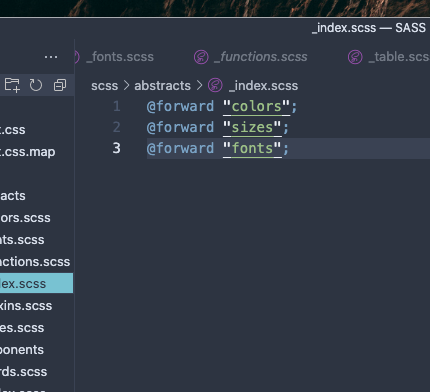 _index.scss — SASS
_fonts.scss
_functions.scss
_table.scss
scss > abstracts > _index.scss
1 @forward "colors";
2 @forward "sizes";
3 @forward "fonts";
.css
.css.map
acts
ors.scss
ts.scss
nctions.scss
ex.scss
xins.scss
es.scss
ponents
rds.scss